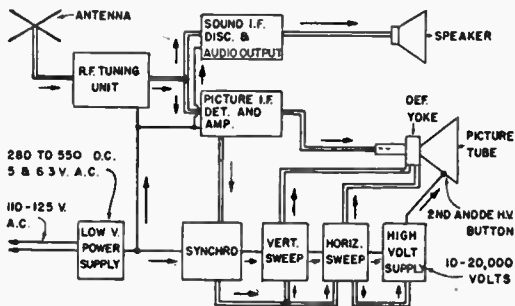 ANTENNA
SOUND I.F.
DISC. &
AUDIO OUTPUT
SPEAKER
R.F. TUNING
UNIT
PICTURE I.F.
DET. AND
AMP.
DEF.
YOKE
PICTURE
TUBE
280 TO 550 D.C.
5 & 6.3 V. A.C.
110-125 V.
A.C.
2ND ANODE H.V.
BUTTON
LOW V.
POWER
SUPPLY
SYNCHRO
VERT.
SWEEP
HORIZ.
SWEEP
HIGH
VOLT
SUPPLY
10-20,000
VOLTS